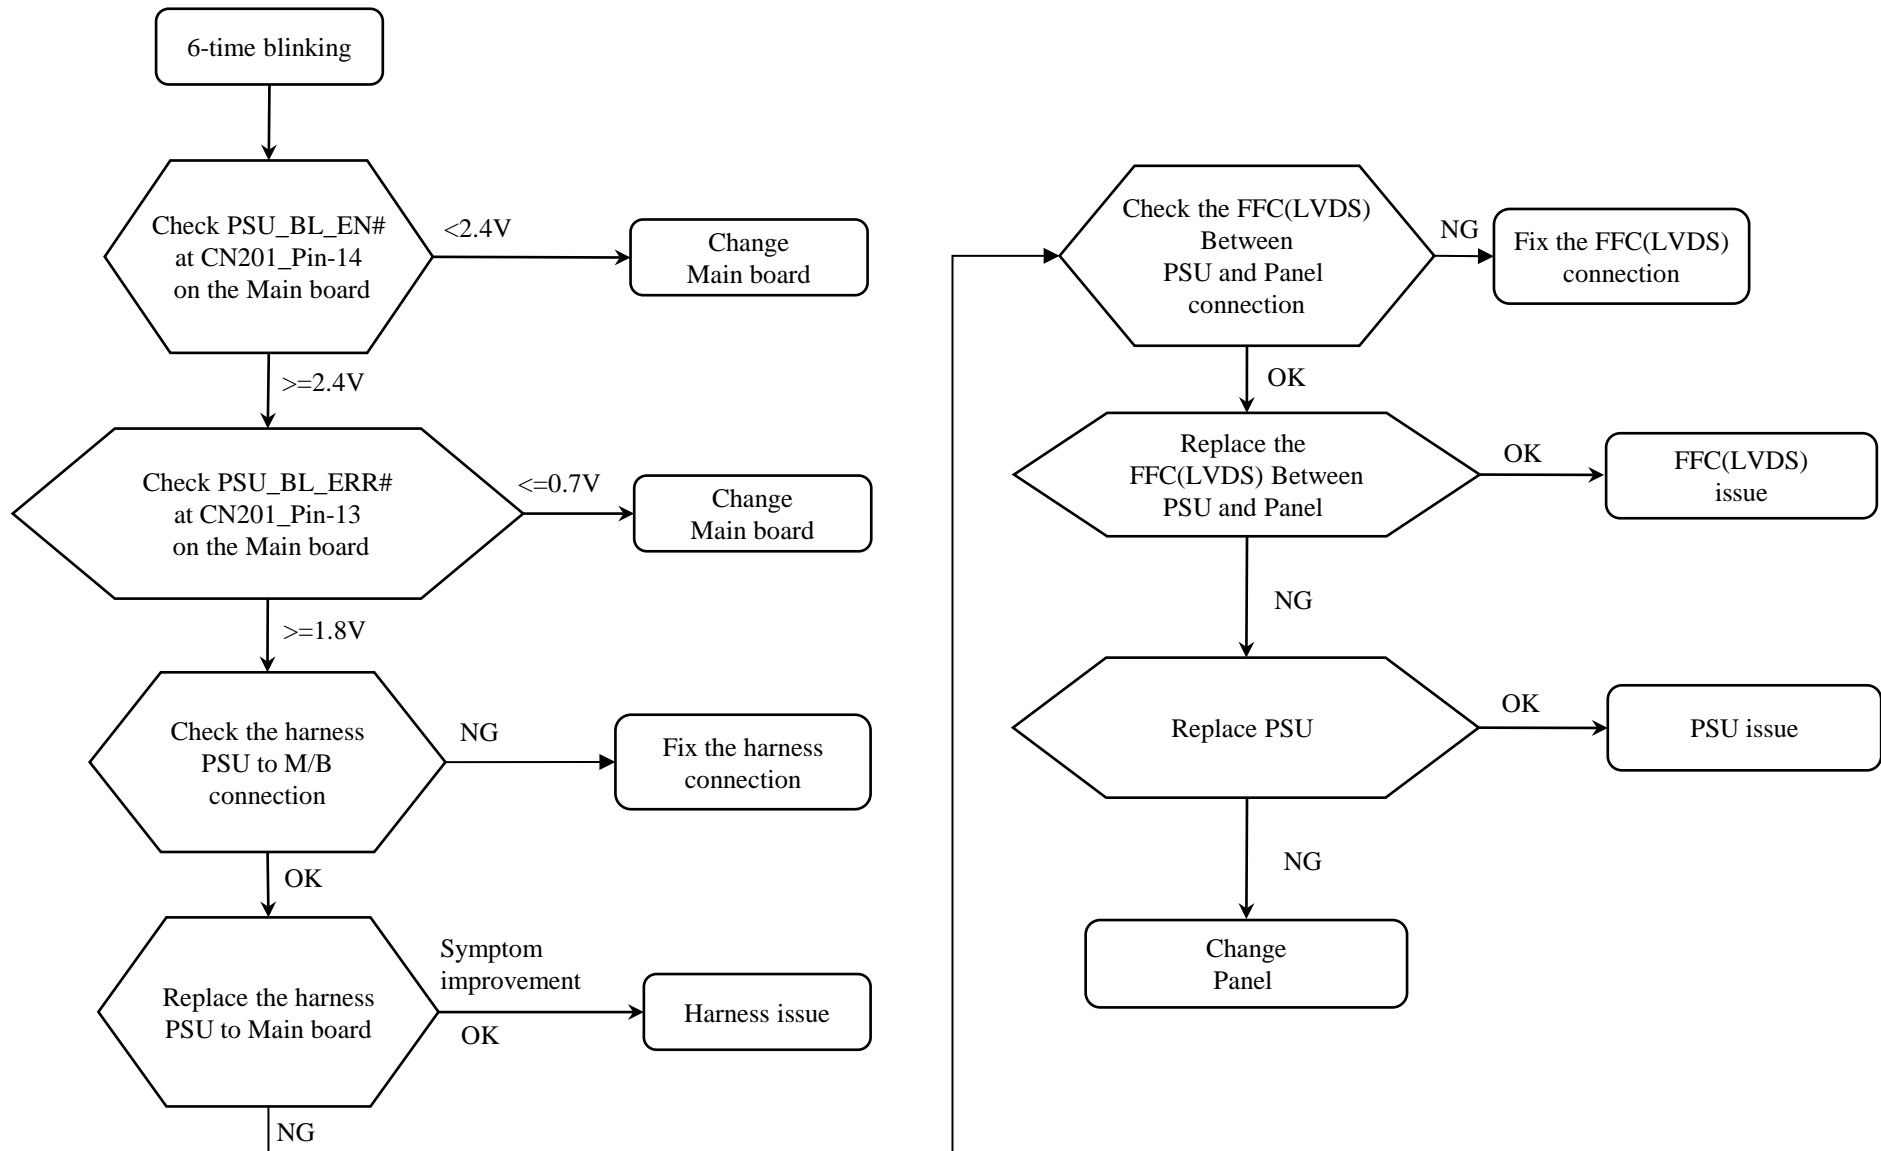 6-time blinking
Check PSU_BL_EN#
at CN201_Pin-14
on the Main board
<2.4V
Change
Main board
>=2.4V
Check PSU_BL_ERR#
at CN201_Pin-13
on the Main board
<=0.7V
Change
Main board
>=1.8V
Check the harness
PSU to M/B
connection
NG
Fix the harness
connection
OK
Replace the harness
PSU to Main board
Symptom
improvement
OK
Harness issue
NG
Check the FFC(LVDS)
Between
PSU and Panel
connection
NG
Fix the FFC(LVDS)
connection
OK
Replace the
FFC(LVDS) Between
PSU and Panel
OK
FFC(LVDS)
issue
NG
Replace PSU
OK
PSU issue
NG
Change
Panel